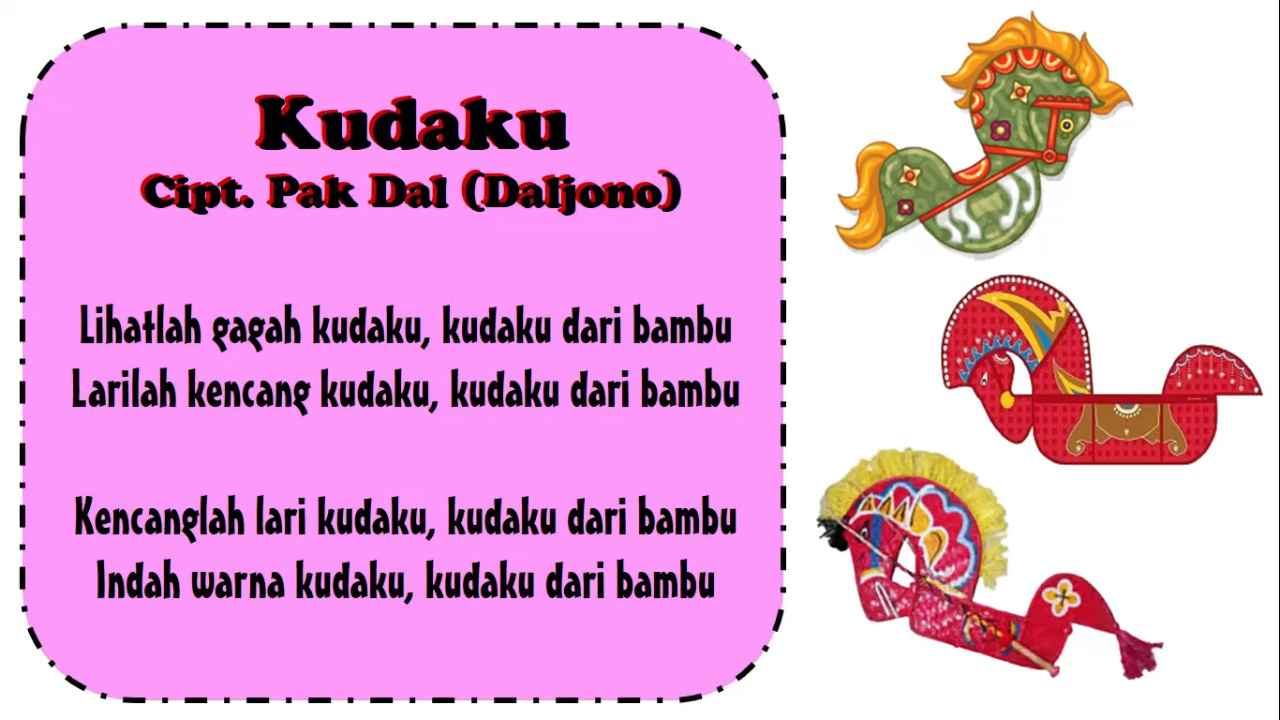 Kudaku
Cipt. Pak Dal (Daljono)
Lihatlah gagah kudaku, kudaku dari bambu
Larilah kencang kudaku, kudaku dari bambu
Kencanglah lari kudaku, kudaku dari bambu
Indah warna kudaku, kudaku dari bambu